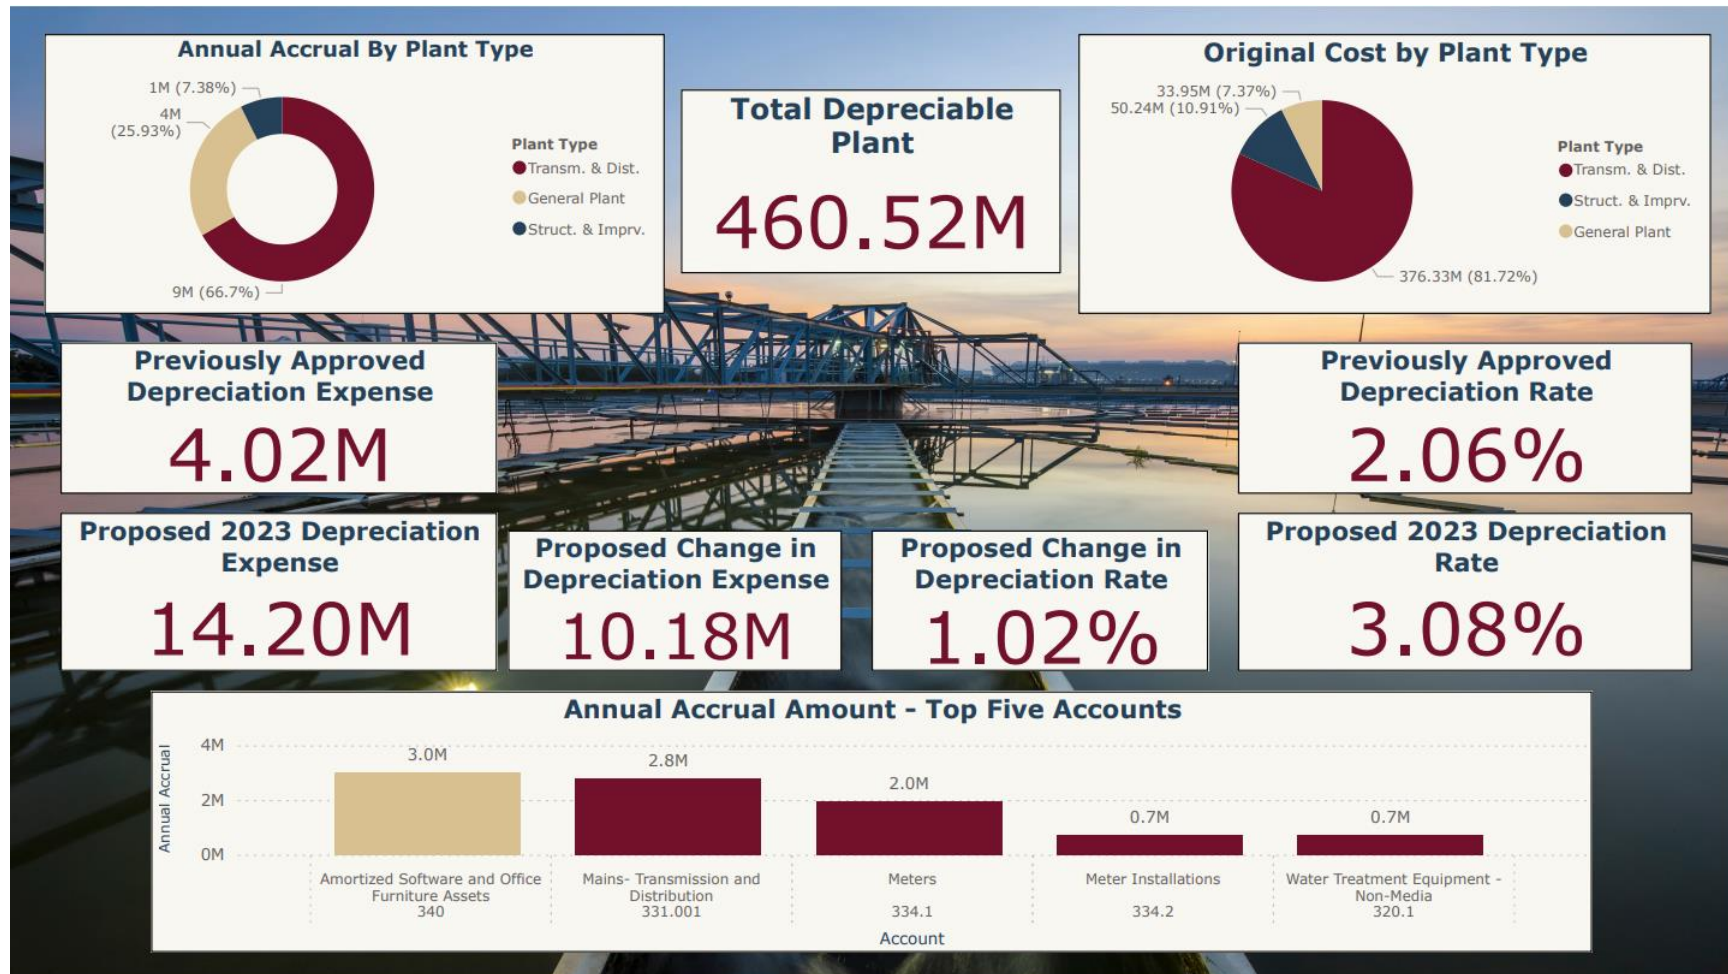 Annual Accrual By Plant Type
1M (7.38%)
4M
(25.93%)
9M (66.7%)
Plant Type
Transm. & Dist.
General Plant
Struct. & Imprv.
Total Depreciable
Plant
460.52M
Original Cost by Plant Type
33.95M (7.37%)
50.24M (10.91%)
376.33M (81.72%)
Plant Type
Transm. & Dist.
Struct. & Imprv.
General Plant
Previously Approved
Depreciation Expense
4.02M
Previously Approved
Depreciation Rate
2.06%
Proposed 2023 Depreciation
Expense
14.20M
Proposed Change in
Depreciation Expense
10.18M
Proposed Change in
Depreciation Rate
1.02%
Proposed 2023 Depreciation
Rate
3.08%
Annual Accrual Amount - Top Five Accounts
Annual Accrual
4M
2M
0M
3.0M
2.8M
2.0M
0.7M
0.7M
Amortized Software and Office
Furniture Assets
340
Mains- Transmission and
Distribution
331.001
Meters
334.1
Meter Installations
334.2
Water Treatment Equipment -
Non-Media
320.1
Account